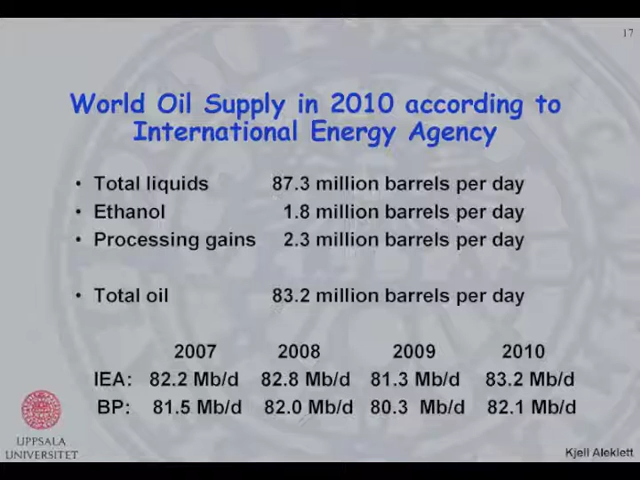 17
World Oil Supply in 2010 according to
International Energy Agency
• Total liquids 87.3 million barrels per day
• Ethanol 1.8 million barrels per day
• Processing gains 2.3 million barrels per day
• Total oil 83.2 million barrels per day
2007 2008 2009 2010
IEA: 82.2 Mb/d 82.8 Mb/d 81.3 Mb/d 83.2 Mb/d
BP: 81.5 Mb/d 82.0 Mb/d 80.3 Mb/d 82.1 Mb/d
UPPSALA
UNIVERSITET
Kjell Aleklett